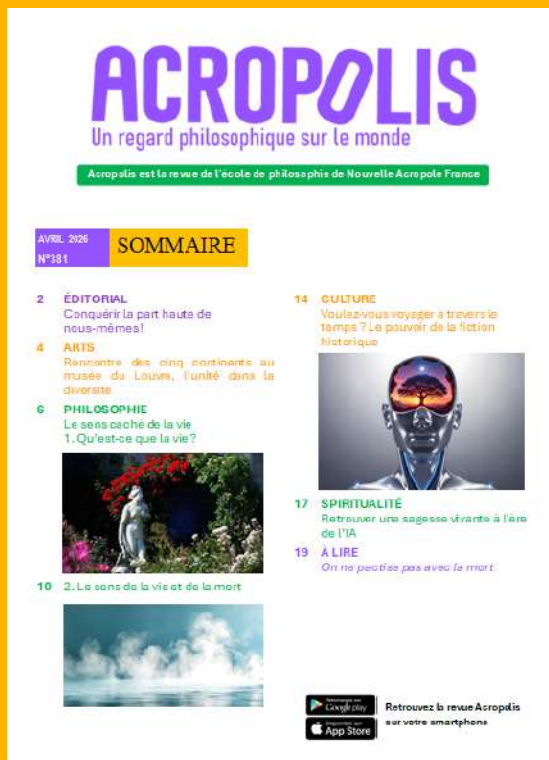 ACROPOLIS
Un regard philosophique sur le monde
Acropolis est la revue de l'école de philosophie de Nouvelle Acropole France
AVRIL 2026
N°381
SOMMAIRE
2 ÉDITORIAL
Conquérir la part haute de
nous-mêmes!
4 ARTS
Rencontre des cinq continents au
musée du Louvre, l'unité dans la
diversité
6 PHILOSOPHIE
Le sens caché de la vie
1. Qu'est-ce que la vie?
10 2. Le sens de la vie et de la mort
14 CULTURE
Voulez-vous voyager à travers le
temps ? Le pouvoir de la fiction
historique
17 SPIRITUALITÉ
Retrouver une sagesse vivante à l'ère
de l'IA
19 À LIRE
On ne pactise pas avec la mort
Google play
App Store
Retrouvez la revue Acropolis
sur votre smartphone